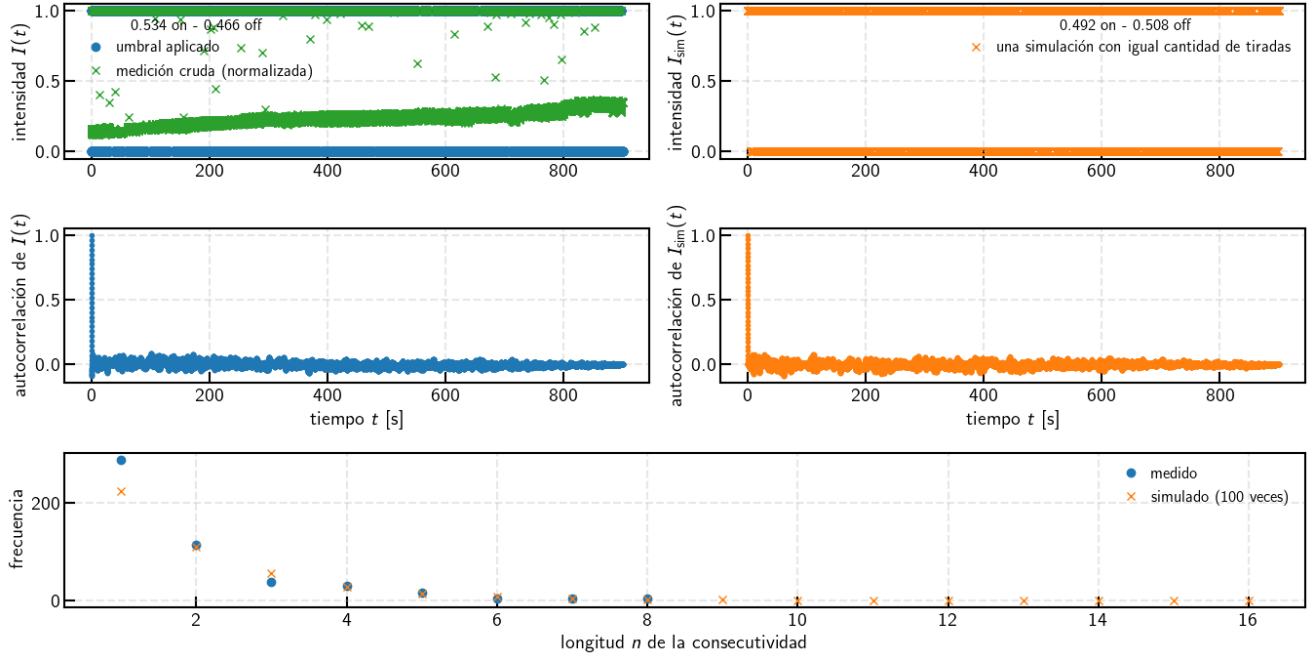 intensidad I(t)
1.0
0.5
0.0
0.534 on - 0.466 off
umbral aplicado
medición cruda (normalizada)
0
200
400
600
800
intensidad I_sim(t)
1.0
0.5
0.0
0.492 on - 0.508 off
una simulación con igual cantidad de tiradas
0
200
400
600
800
autocorrelación de I(t)
1.0
0.5
0.0
0
200
400
600
800
tiempo t [s]
autocorrelación de I_sim(t)
1.0
0.5
0.0
0
200
400
600
800
tiempo t [s]
frecuencia
200
0
medido
simulado (100 veces)
2
4
6
8
10
12
14
16
longitud n de la consecutividad